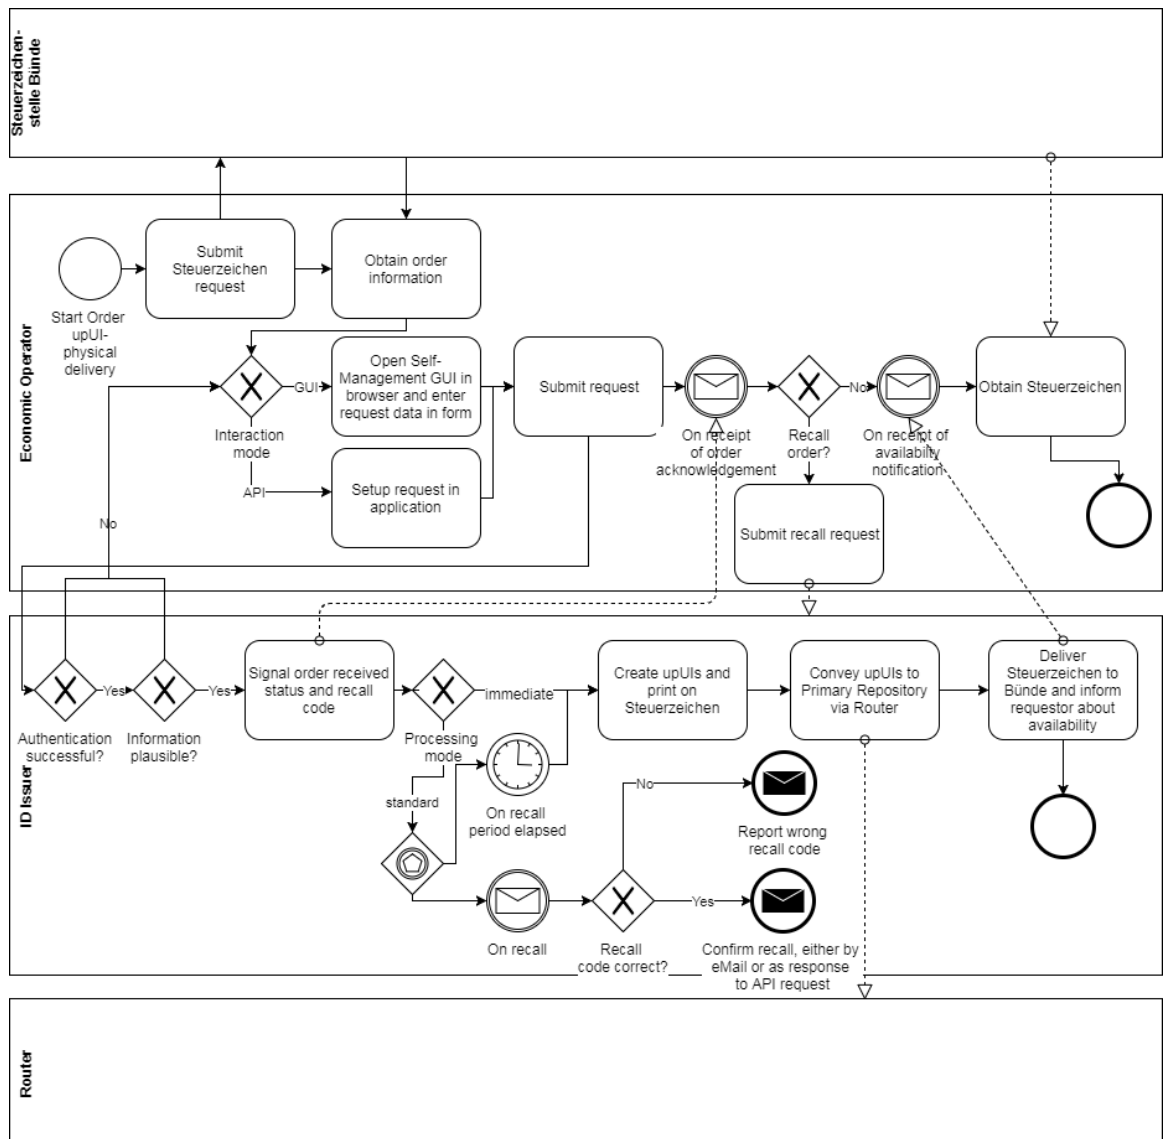 Steuerzeichen-
stelle Bünde
Economic Operator
Start Order
upUI-
physical
delivery
Submit
Steuerzeichen
request
Obtain order
information
Interaction
mode
GUI
API
Open Self-
Management GUI in
browser and enter
request data in form
Setup request in
application
Submit request
On receipt
of order
acknowledgement
Recall
order?
No
On receipt of
availabilty
notification
Obtain Steuerzeichen
Submit recall request
No
ID Issuer
Authentication
successful?
Yes
Information
plausible?
Yes
Signal order received
status and recall
code
Processing
mode
immediate
standard
On recall
period elapsed
On recall
Create upUIs and
print on
Steuerzeichen
Convey upUIs to
Primary Repository
via Router
Deliver
Steuerzeichen to
Bünde and inform
requestor about
availability
Recall
code correct?
No
Report wrong
recall code
Yes
Confirm recall, either by
eMail or as response
to API request
Router